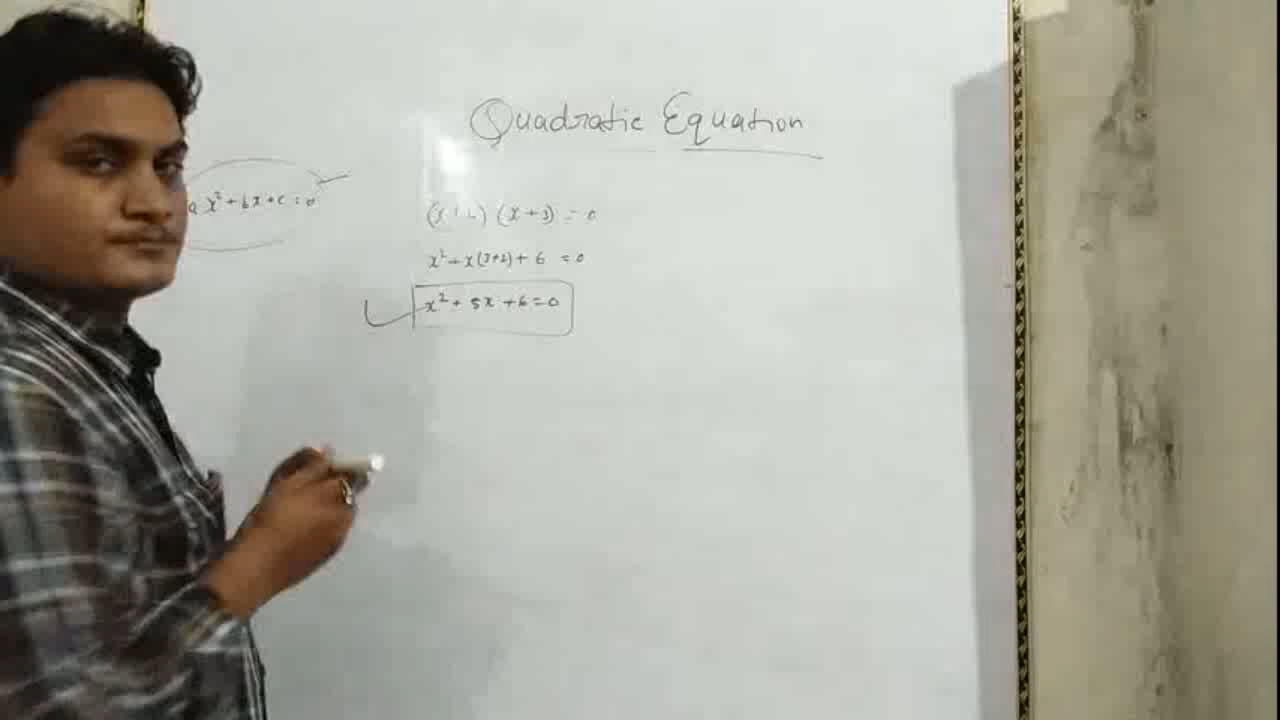 Quadratic Equation
ax²+bx+c=0
(x+2) (x+3) = 0
x²+x(3+2)+6 =0
x²+5x+6=0